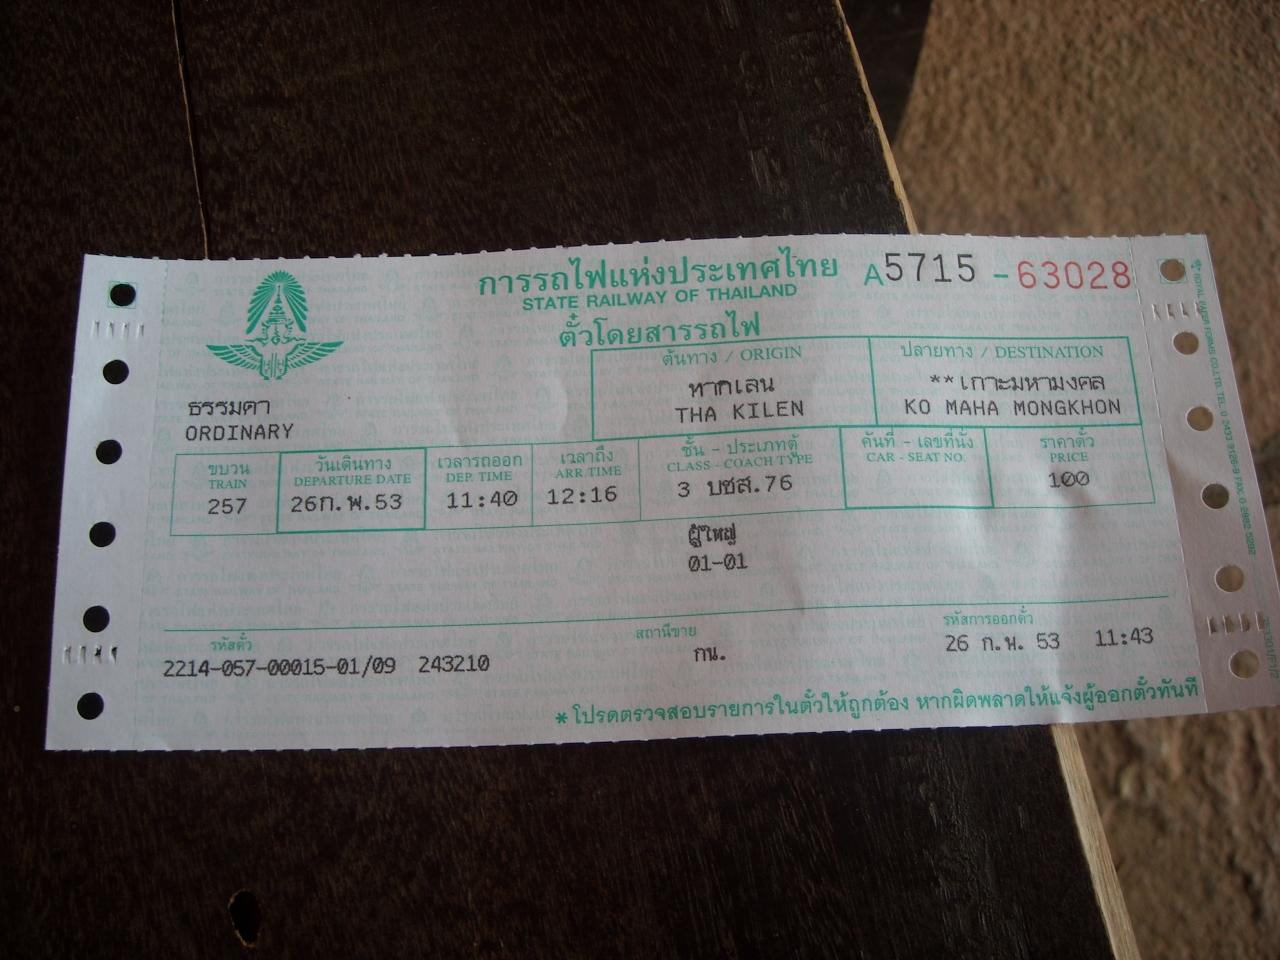 การรถไฟแห่งประเทศไทย
A5715 -63028
STATE RAILWAY OF THAILAND
ตั๋วโดยสารรถไฟ
ต้นทาง / ORIGIN
ปลายทาง / DESTINATION
ทากิเลน
**เกาะมหามงคล
THA KILEN
KO MAHA MONGKHON
ธรรมดา
ORDINARY
ขบวน
TRAIN
257
วันเดินทาง
DEPARTURE DATE
26ก.พ.53
เวลารถออก
DEP. TIME
11:40
เวลาถึง
ARR.TIME
12:16
ชั้น - ประเภทตู้
CLASS - COACH TYPE
3 บชส.76
คันที่ - เลขที่นั่ง
CAR - SEAT NO.
ราคาตั๋ว
PRICE
100
ผู้ใหญ่
01-01
รหัสตั๋ว
2214-057-00015-01/09 243210
สถานีขาย
กน.
รหัสการออกตั๋ว
26 ก.พ. 53 11:43
*โปรดตรวจสอบรายการในตั๋วให้ถูกต้อง หากผิดพลาดให้แจ้งผู้ออกตั๋วทันที